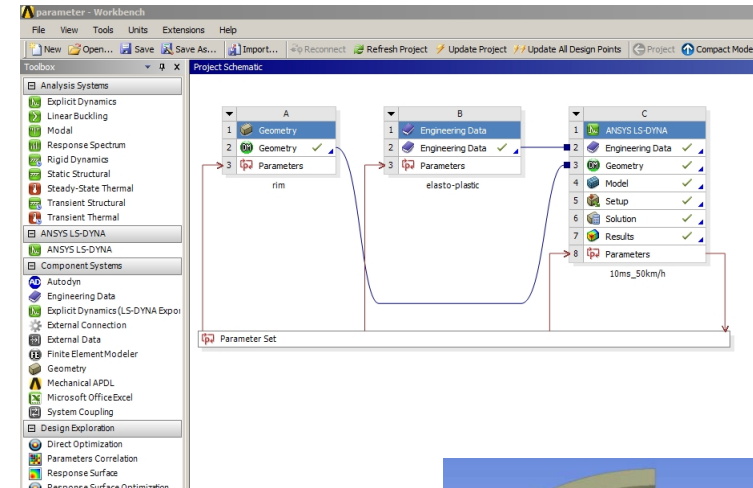 parameter - Workbench
File View Tools Units Extensions Help
New Open... Save Save As... Import... Reconnect Refresh Project Update Project Update All Design Points Project Compact Mode
Toolbox
Project Schematic
Analysis Systems
Explicit Dynamics
Linear Buckling
Modal
Response Spectrum
Rigid Dynamics
Static Structural
Steady-State Thermal
Transient Structural
Transient Thermal
ANSYS LS-DYNA
ANSYS LS-DYNA
Component Systems
Autodyn
Engineering Data
Explicit Dynamics (LS-DYNA Expor
External Connection
External Data
Finite Element Modeler
Geometry
Mechanical APDL
Microsoft Office Excel
System Coupling
Design Exploration
Direct Optimization
Parameters Correlation
Response Surface
Response Surface Optimization
A
1 Geometry
2 Geometry
3 Parameters
rim
B
1 Engineering Data
2 Engineering Data
3 Parameters
elasto-plastic
C
1 ANSYS LS-DYNA
2 Engineering Data
3 Geometry
4 Model
5 Setup
6 Solution
7 Results
8 Parameters
10ms_50km/h
Parameter Set